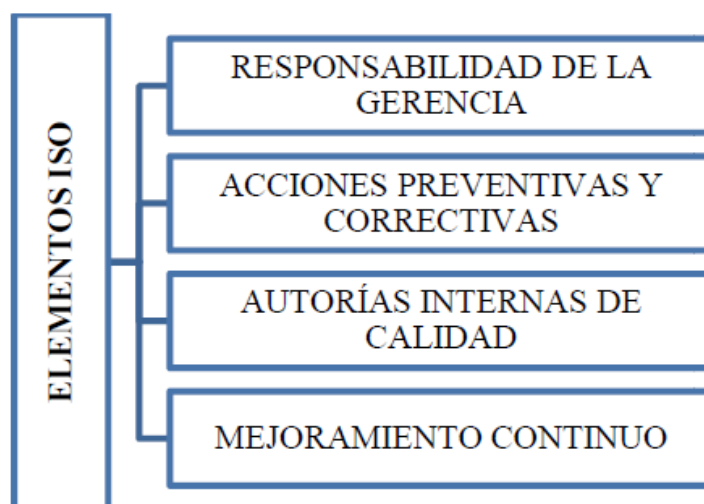 ELEMENTOS ISO
RESPONSABILIDAD DE LA
GERENCIA
ACCIONES PREVENTIVAS Y
CORRECTIVAS
AUTORÍAS INTERNAS DE
CALIDAD
MEJORAMIENTO CONTINUO